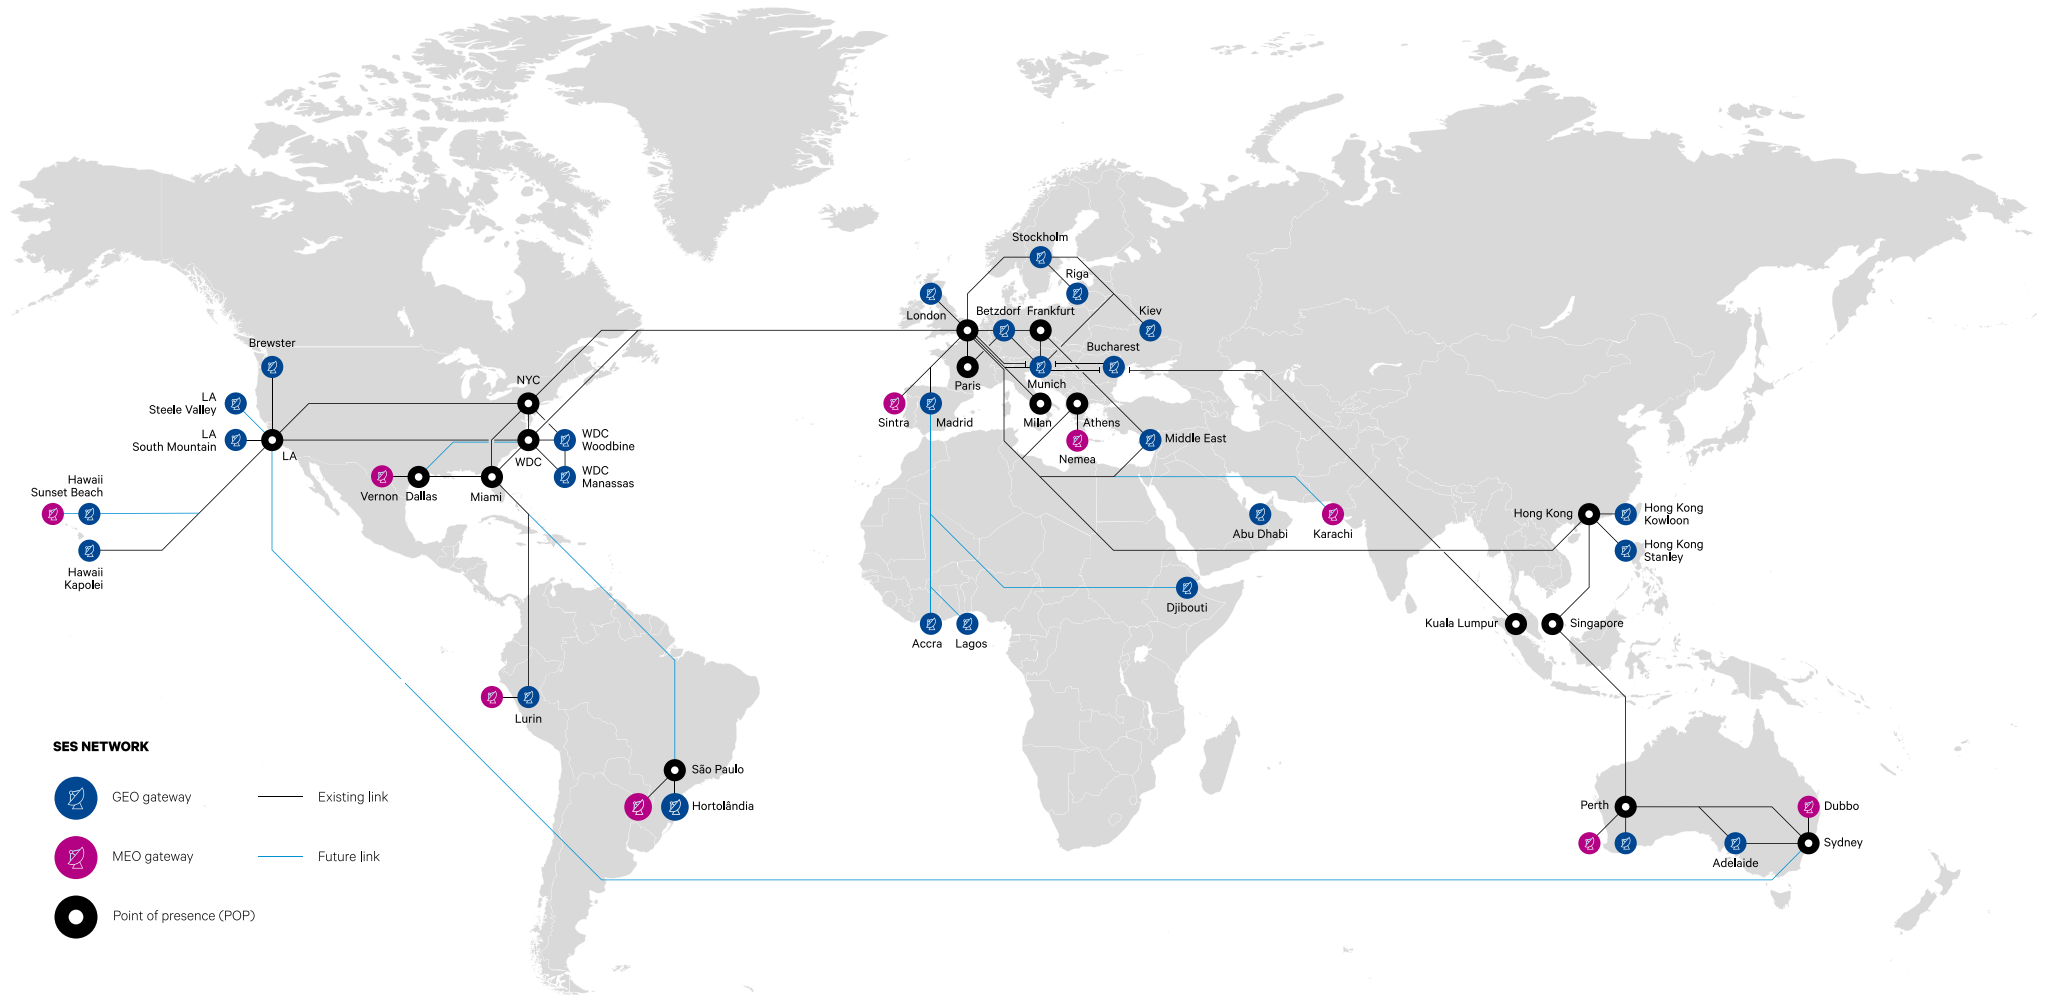 Stockholm
Riga
London
Betzdorf
Frankfurt
Kiev
Brewster
Bucharest
NYC
Paris
Munich
LA
Steele Valley
Sintra
Madrid
Milan
Athens
LA
South Mountain
WDC
Woodbine
Middle East
LA
WDC
Nemea
Hawaii
Sunset Beach
Vernon
Dallas
Miami
WDC
Manassas
Hong Kong
Hong Kong
Kowloon
Abu Dhabi
Karachi
Hong Kong
Stanley
Hawaii
Kapolei
Djibouti
Kuala Lumpur
Singapore
Accra
Lagos
Lurin
SES NETWORK
São Paulo
GEO gateway
Existing link
Hortolândia
Perth
Dubbo
Sydney
MEO gateway
Future link
Adelaide
Point of presence (POP)